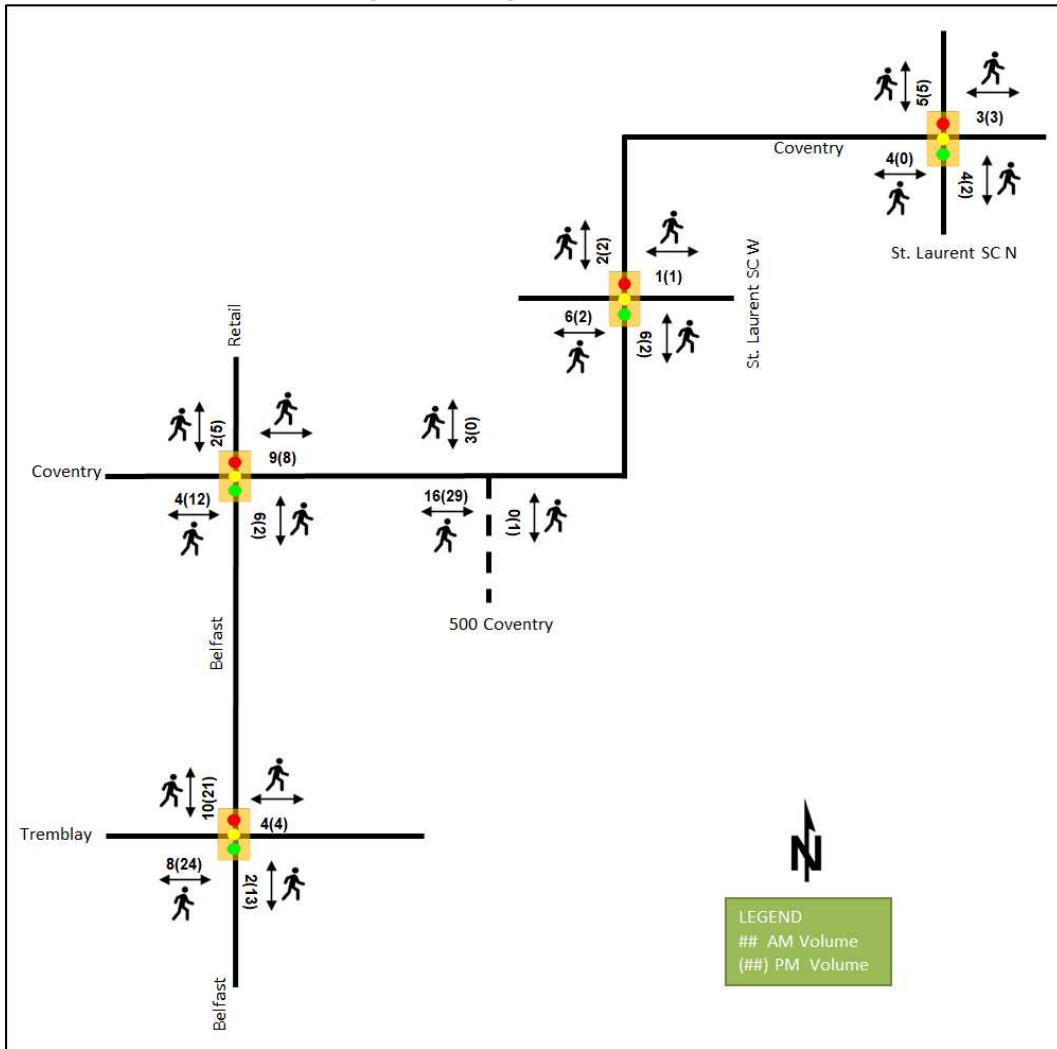 5(5)
3(3)
Coventry
4(0)
4(2)
St. Laurent SC N
2(2)
1(1)
St. Laurent SC W
6(2)
6(2)
Retail
2(5)
9(8)
3(0)
Coventry
4(12)
6(2)
16(29)
0(1)
500 Coventry
Belfast
10(21)
4(4)
Tremblay
8(24)
2(13)
Belfast
N
LEGEND
## AM Volume
(##) PM Volume